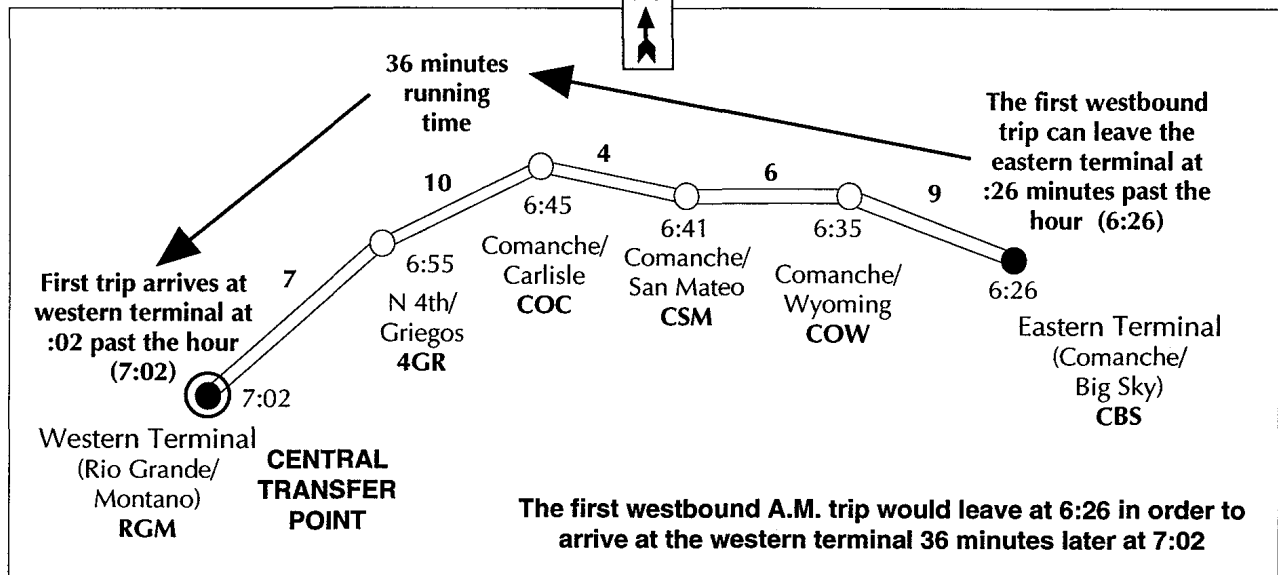 36 minutes
running
time
The first westbound
trip can leave the
eastern terminal at
:26 minutes past the
hour (6:26)
4
6
9
10
7
6:45
6:41
6:35
6:55
6:26
7:02
Comanche/
Carlisle
COC
Comanche/
San Mateo
CSM
Comanche/
Wyoming
COW
N 4th/
Griegos
4GR
First trip arrives at
western terminal at
:02 past the hour
(7:02)
Eastern Terminal
(Comanche/
Big Sky)
CBS
Western Terminal
(Rio Grande/
Montano)
RGM
CENTRAL
TRANSFER
POINT
The first westbound A.M. trip would leave at 6:26 in order to
arrive at the western terminal 36 minutes later at 7:02